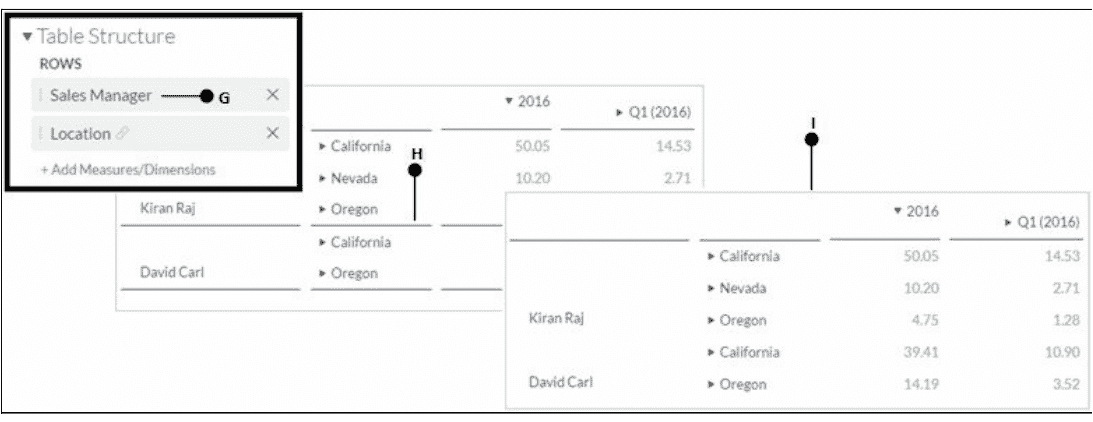 ▼ Table Structure
ROWS
Sales Manager G ×
Location ×
+ Add Measures/Dimensions
▼ 2016 ▶ Q1 (2016)
▶ California 50.05 14.53
▶ Nevada 10.20 2.71
Kiran Raj ▶ Oregon
▶ California
David Carl ▶ Oregon
H
I
▼ 2016 ▶ Q1 (2016)
▶ California 50.05 14.53
▶ Nevada 10.20 2.71
Kiran Raj ▶ Oregon 4.75 1.28
▶ California 39.41 10.90
David Carl ▶ Oregon 14.19 3.52